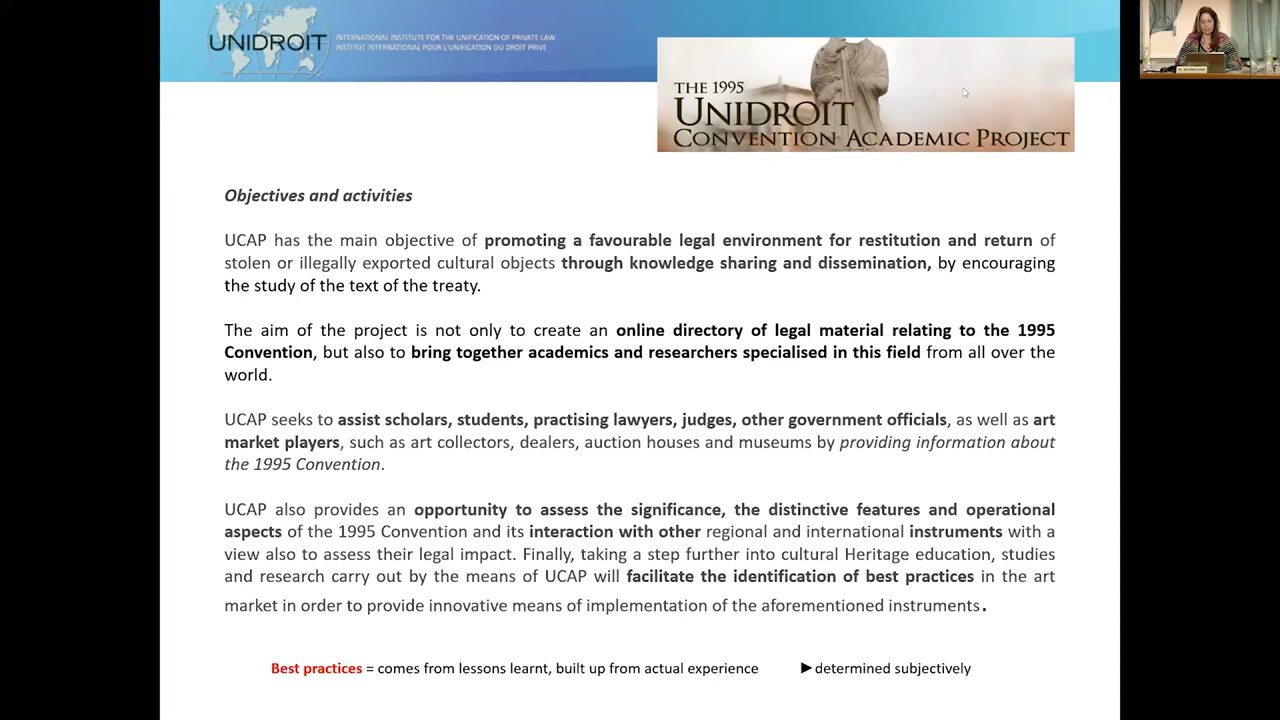 UNIDROIT
INTERNATIONAL INSTITUTE FOR THE UNIFICATION OF PRIVATE LAW
INSTITUT INTERNATIONAL POUR L'UNIFICATION DU DROIT PRIVE
THE 1995
UNIDROIT
CONVENTION ACADEMIC PROJECT
Objectives and activities
UCAP has the main objective of promoting a favourable legal environment for restitution and return of
stolen or illegally exported cultural objects through knowledge sharing and dissemination, by encouraging
the study of the text of the treaty.
The aim of the project is not only to create an online directory of legal material relating to the 1995
Convention, but also to bring together academics and researchers specialised in this field from all over the
world.
UCAP seeks to assist scholars, students, practising lawyers, judges, other government officials, as well as art
market players, such as art collectors, dealers, auction houses and museums by providing information about
the 1995 Convention.
UCAP also provides an opportunity to assess the significance, the distinctive features and operational
aspects of the 1995 Convention and its interaction with other regional and international instruments with a
view also to assess their legal impact. Finally, taking a step further into cultural Heritage education, studies
and research carry out by the means of UCAP will facilitate the identification of best practices in the art
market in order to provide innovative means of implementation of the aforementioned instruments.
Best practices = comes from lessons learnt, built up from actual experience ► determined subjectively